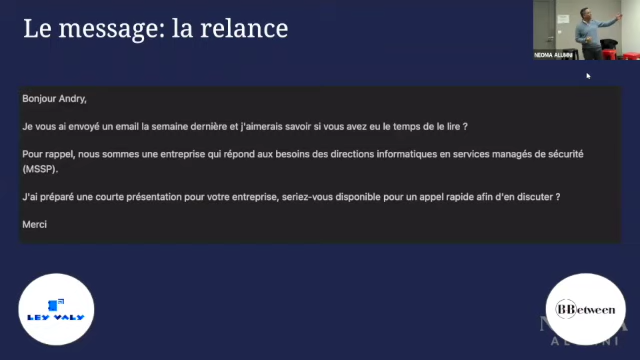 Le message: la relance
NEOMA ALUMNI
Bonjour Andry,
Je vous ai envoyé un email la semaine dernière et j'aimerais savoir si vous avez eu le temps de le lire ?
Pour rappel, nous sommes une entreprise qui répond aux besoins des directions informatiques en services managés de sécurité
(MSSP).
J'ai préparé une courte présentation pour votre entreprise, seriez-vous disponible pour un appel rapide afin d'en discuter ?
Merci
LEY VALY
BBetween
ALUMNI